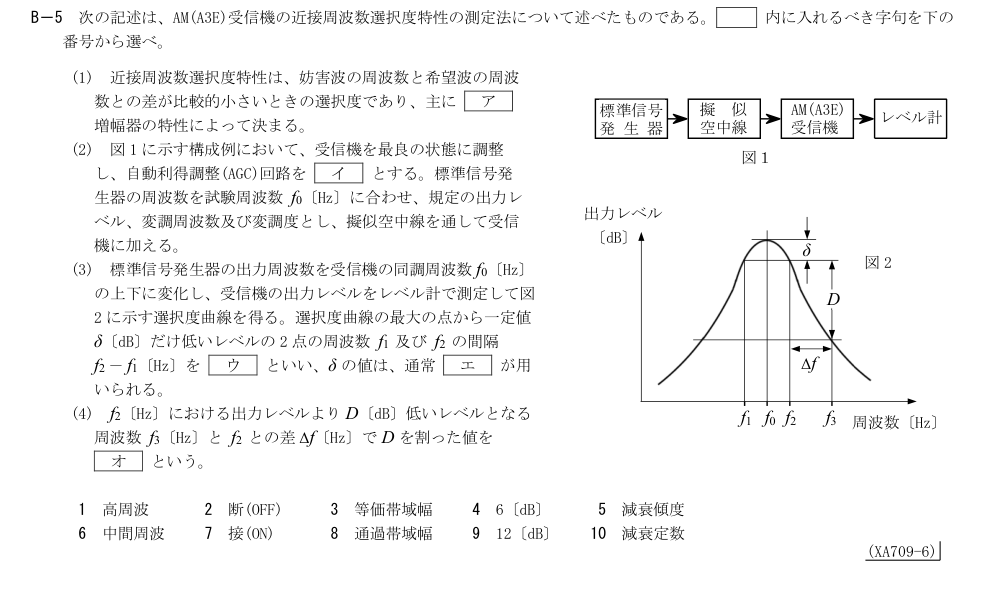 B－5 次の記述は、AM(A3E)受信機の近接周波数選択度特性の測定法について述べたものである。 内に入れるべき字句を下の
番号から選べ。
(1) 近接周波数選択度特性は、妨害波の周波数と希望波の周波
数との差が比較的小さいときの選択度であり、主に ア
増幅器の特性によって決まる。
(2) 図1に示す構成例において、受信機を最良の状態に調整
し、自動利得調整(AGC)回路を イ とする。標準信号発
生器の周波数を試験周波数 f0〔Hz〕に合わせ、規定の出力レ
ベル、変調周波数及び変調度とし、擬似空中線を通して受信
機に加える。
(3) 標準信号発生器の出力周波数を受信機の同調周波数f0〔Hz〕
の上下に変化し、受信機の出力レベルをレベル計で測定して図
2に示す選択度曲線を得る。選択度曲線の最大の点から一定値
δ〔dB〕だけ低いレベルの2点の周波数 f1 及び f2 の間隔
f2－f1〔Hz〕を ウ といい、δの値は、通常 エ が用
いられる。
(4) f2〔Hz〕における出力レベルより D〔dB〕低いレベルとなる
周波数 f3〔Hz〕と f2 との差Δf〔Hz〕で D を割った値を
オ という。
標準信号
発生器
擬似
空中線
AM(A3E)
受信機
レベル計
図1
出力レベル
〔dB〕
δ
図2
D
Δf
f1 f0 f2 f3 周波数〔Hz〕
1 高周波 2 断(OFF) 3 等価帯域幅 4 6〔dB〕 5 減衰傾度
6 中間周波 7 接(ON) 8 通過帯域幅 9 12〔dB〕 10 減衰定数
(XA709-6)